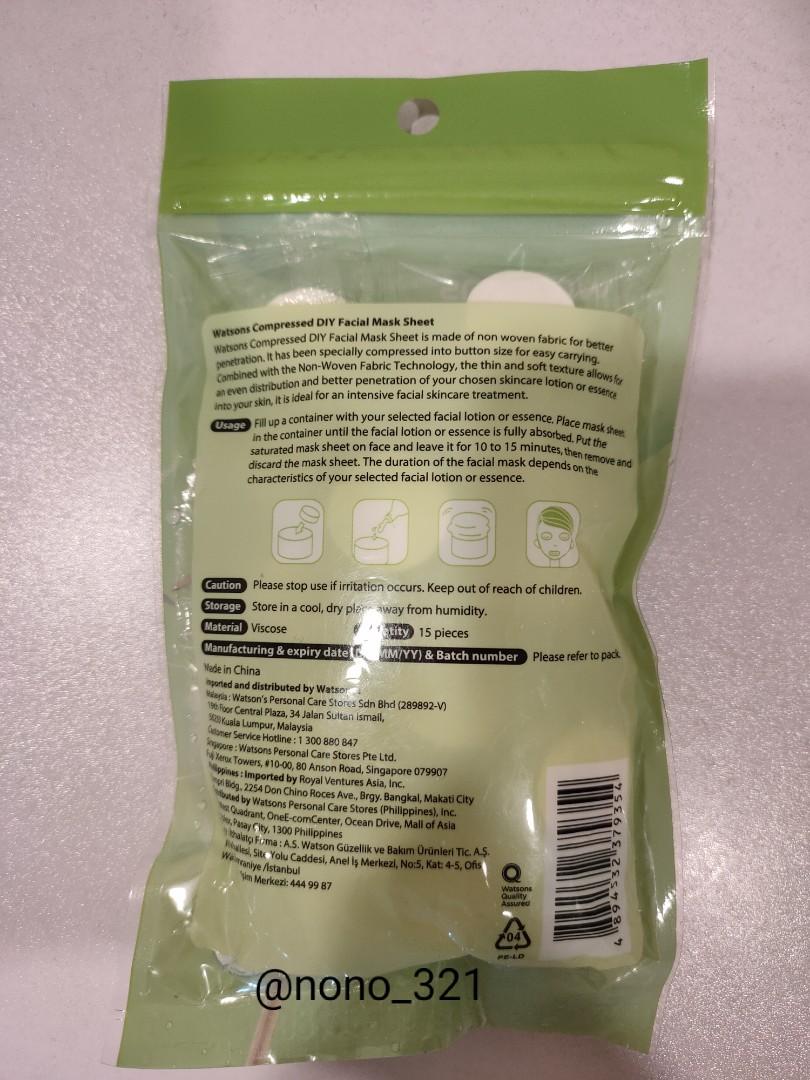 Watsons Compressed DIY Facial Mask Sheet
Watsons Compressed DIY Facial Mask Sheet is made of non woven fabric for better
penetration. It has been specially compressed into button size for easy carrying.
Combined with the Non-Woven Fabric Technology, the thin and soft texture allows for
an even distribution and better penetration of your chosen skincare lotion or essence
into your skin, it is ideal for an intensive facial skincare treatment.
Usage Fill up a container with your selected facial lotion or essence. Place mask sheet
in the container until the facial lotion or essence is fully absorbed. Put the
saturated mask sheet on face and leave it for 10 to 15 minutes, then remove and
discard the mask sheet. The duration of the facial mask depends on the
characteristics of your selected facial lotion or essence.
Caution Please stop use if irritation occurs. Keep out of reach of children.
Storage Store in a cool, dry place away from humidity.
Material Viscose 15 pieces
Manufacturing & expiry date MM/YY) & Batch number Please refer to pack.
Made in China
Imported and distributed by
Malaysia : Watson's Personal Care Stores Sdn Bhd (289892-V)
19th Floor Central Plaza, 34 Jalan Sultan Ismail,
Kuala Lumpur, Malaysia
Customer Service Hotline : 1 300 880 847
Singapore : Watsons Personal Care Stores Pte Ltd.
Fuji Xerox Towers, #10-00, 80 Anson Road, Singapore 079907
Philippines : Imported by Royal Ventures Asia, Inc.
Bldg., 2254 Don Chino Roces Ave., Brgy. Bangkal, Makati City
by Watsons Personal Care Stores (Philippines), Inc.
Quadrant, OneE-comCenter, Ocean Drive, Mall of Asia
Pasay City, 1300 Philippines
Firma : A.S. Watson Güzellik ve Bakım Ürünleri Tic. A.Ş.
Yolu Caddesi, Anel İş Merkezi, No:5, Kat: 4-5, Ofis
/İstanbul
Merkezi: 444 99 87
Watsons
Quality
Assured
04
PE-LD
4 894532 379354
@nono_321